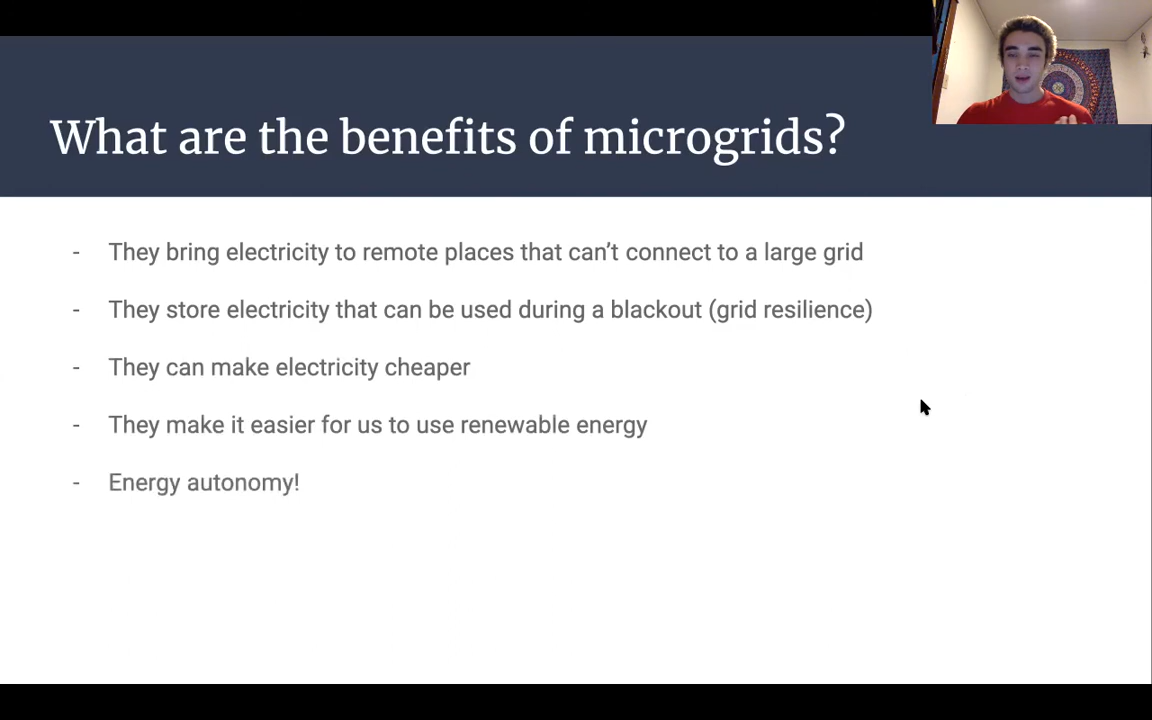 What are the benefits of microgrids?
- They bring electricity to remote places that can’t connect to a large grid
- They store electricity that can be used during a blackout (grid resilience)
- They can make electricity cheaper
- They make it easier for us to use renewable energy
- Energy autonomy!